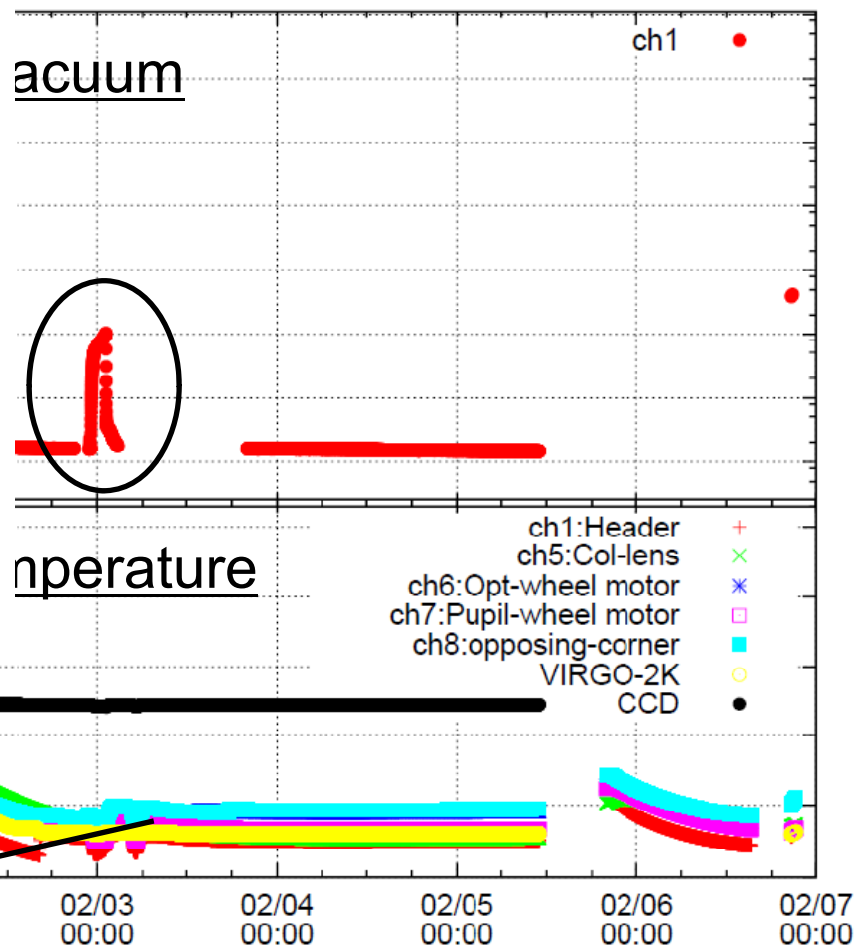 ch1
acuum
mperature
ch1:Header
ch5:Col-lens
ch6:Opt-wheel motor
ch7:Pupil-wheel motor
ch8:opposing-corner
VIRGO-2K
CCD
02/03 02/04 02/05 02/06 02/07
00:00 00:00 00:00 00:00 00:00